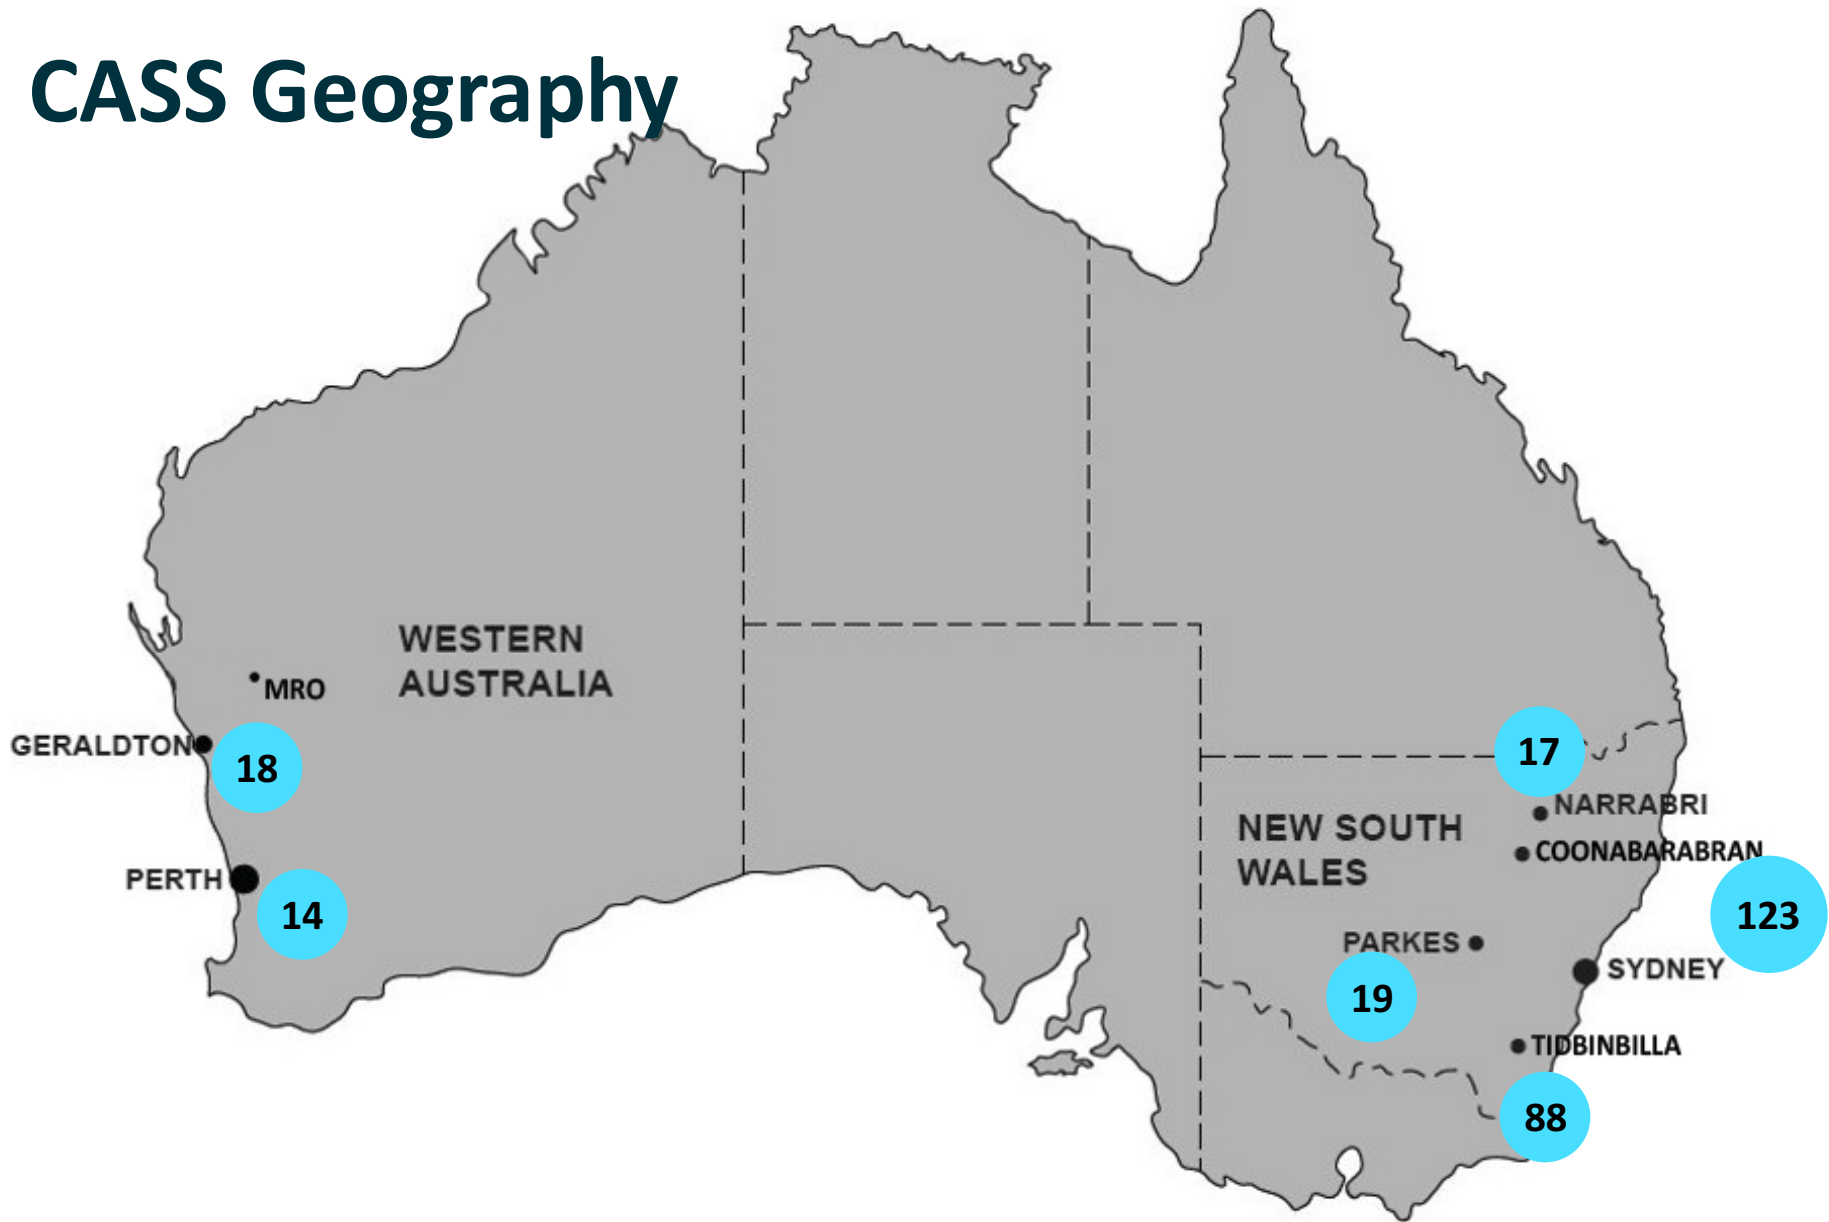 CASS Geography
WESTERN
AUSTRALIA
MRO
GERALDTON
18
PERTH
14
17
NARRABRI
NEW SOUTH
WALES
COONABARABRAN
123
PARKES
SYDNEY
19
TIDBINBILLA
88